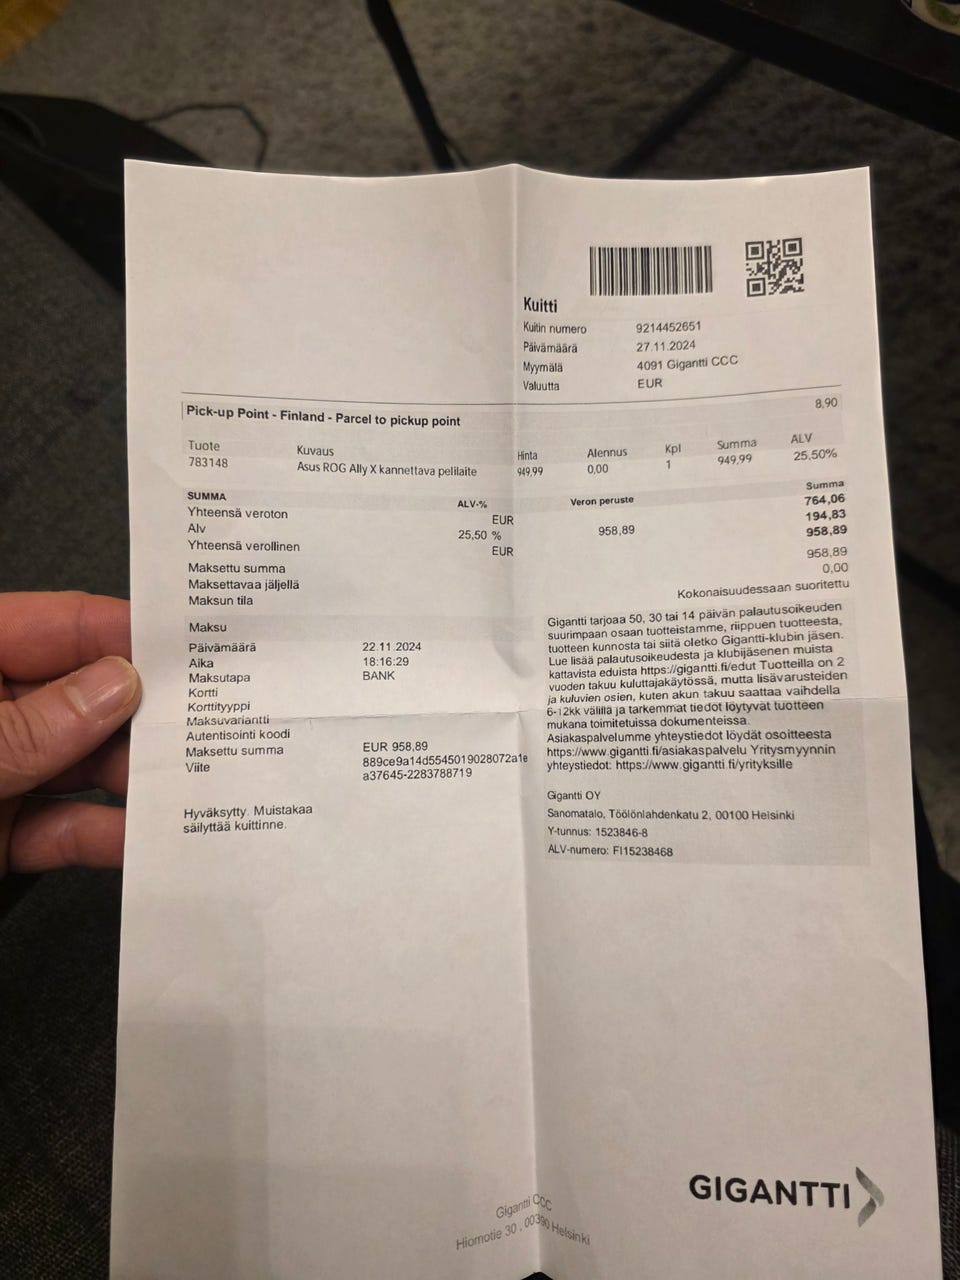 Kuitti
Kuitin numero 9214452651
Päivämäärä 27.11.2024
Myymälä 4091 Gigantti CCC
Valuutta EUR
Pick-up Point - Finland - Parcel to pickup point 8,90
Tuote Kuvaus Hinta Alennus Kpl Summa ALV
783148 Asus ROG Ally X kannettava pelilaite 949,99 0,00 1 949,99 25,50%
SUMMA ALV-% Veron peruste Summa
Yhteensä veroton EUR 764,06
Alv 25,50 % 958,89 194,83
Yhteensä verollinen EUR 958,89
Maksettu summa 958,89
Maksettavaa jäljellä 0,00
Maksun tila Kokonaisuudessaan suoritettu
Maksu
Päivämäärä 22.11.2024
Aika 18:16:29
Maksutapa BANK
Kortti
Korttityyppi
Maksuvariantti
Autentisointi koodi
Maksettu summa EUR 958,89
Viite 889ce9a14d5545019028072a1e
a37645-2283788719
Hyväksytty. Muistakaa
säilyttää kuittinne.
Gigantti tarjoaa 50, 30 tai 14 päivän palautusoikeuden
suurimpaan osaan tuotteistamme, riippuen tuotteesta,
tuotteen kunnosta tai siitä oletko Gigantti-klubin jäsen.
Lue lisää palautusoikeudesta ja klubijäsenen muista
kattavista eduista https://gigantti.fi/edut Tuotteilla on 2
vuoden takuu kuluttajakäytössä, mutta lisävarusteiden
ja kuluvien osien, kuten akun takuu saattaa vaihdella
6-12kk välillä ja tarkemmat tiedot löytyvät tuotteen
mukana toimitetuissa dokumenteissa.
Asiakaspalvelumme yhteystiedot löydät osoitteesta
https://www.gigantti.fi/asiakaspalvelu Yritysmyynnin
yhteystiedot: https://www.gigantti.fi/yrityksille
Gigantti OY
Sanomatalo, Töölönlahdenkatu 2, 00100 Helsinki
Y-tunnus: 1523846-8
ALV-numero: FI15238468
GIGANTTI
Gigantti CCC
Hiomotie 30 , 00390 Helsinki